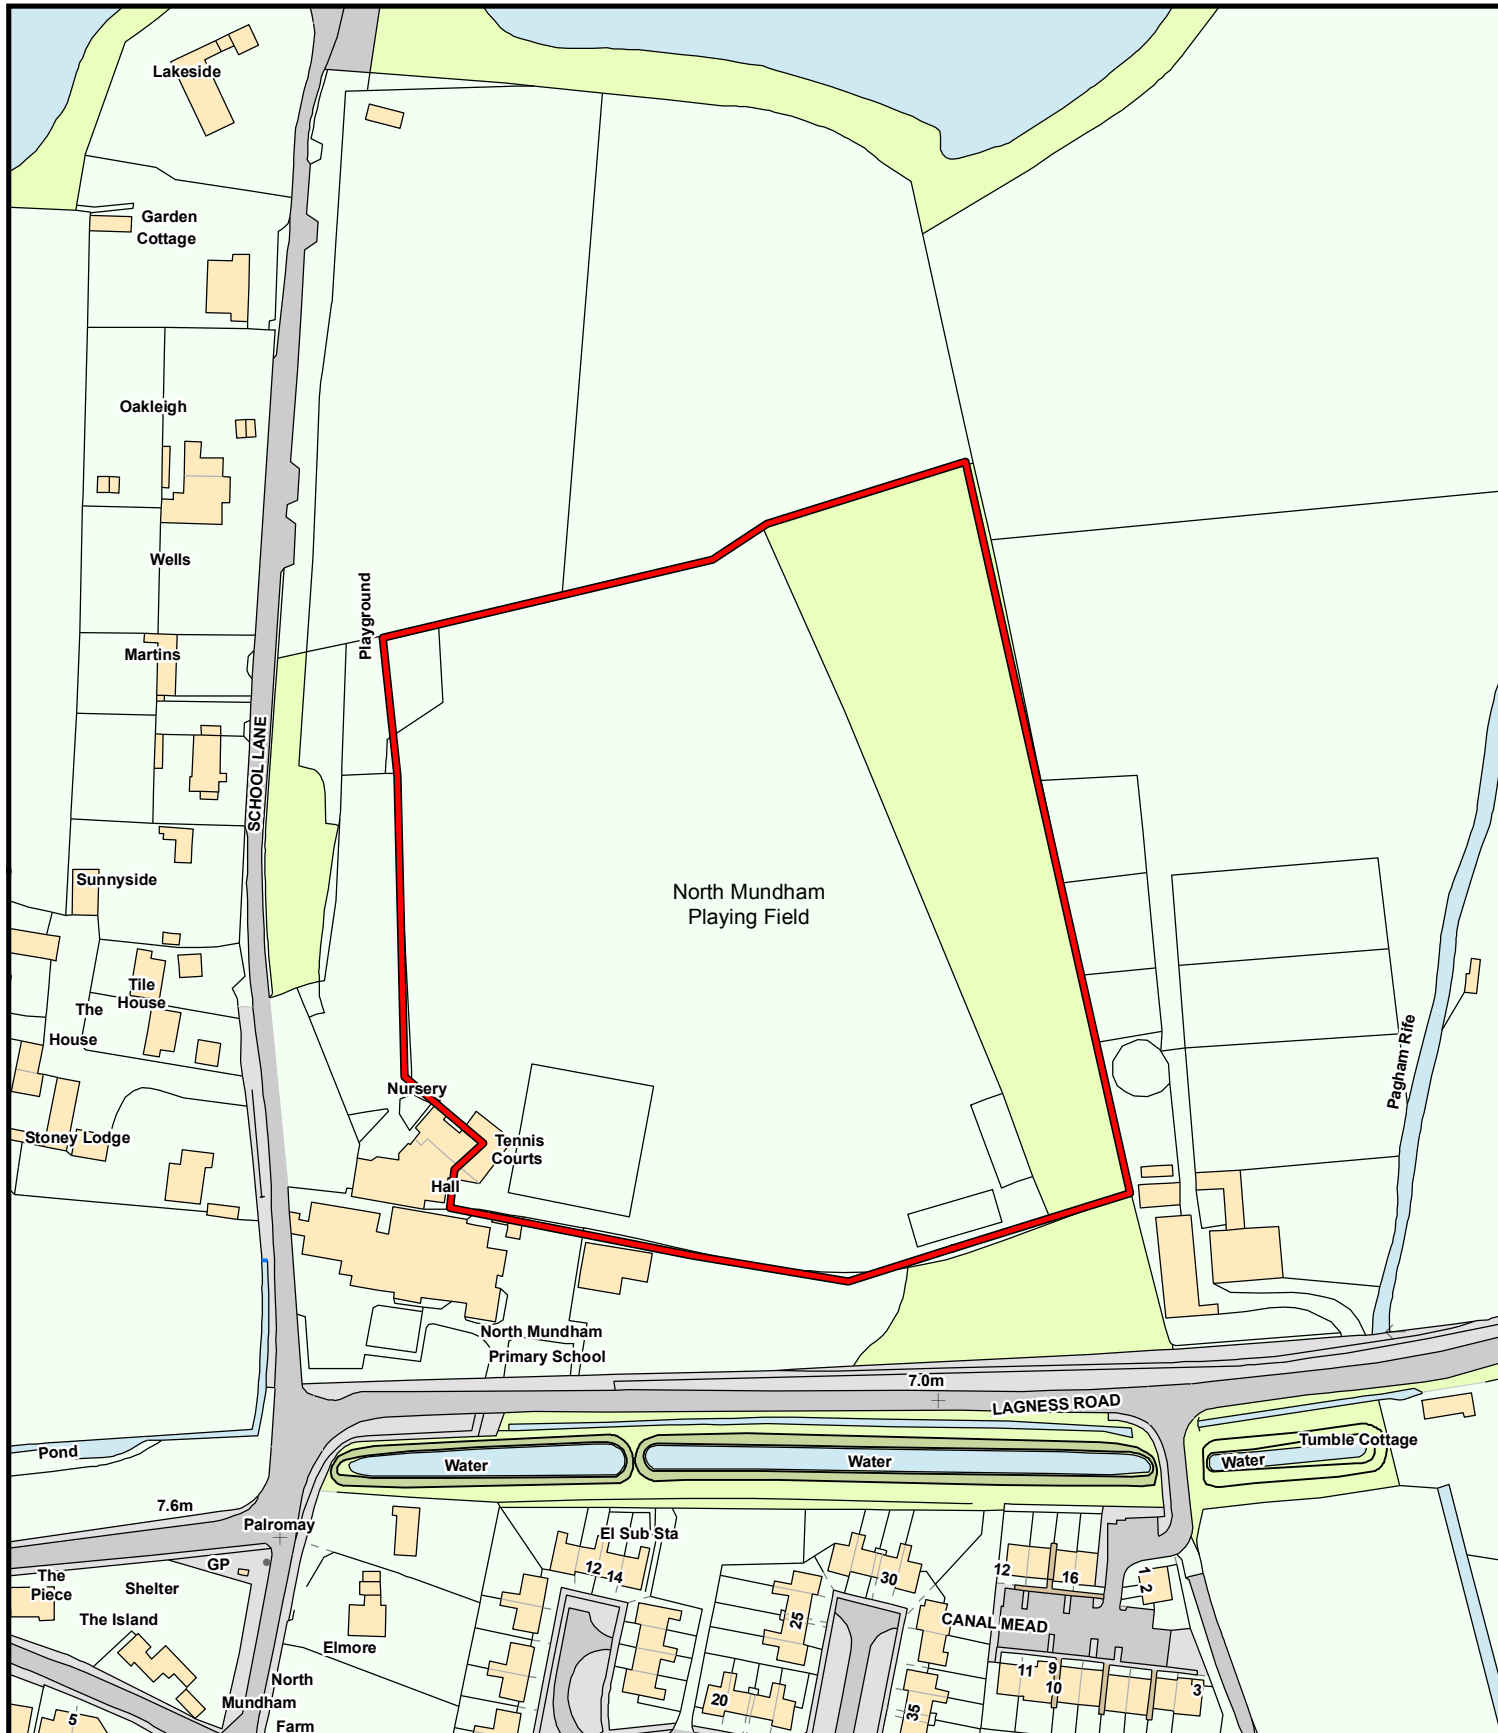 Lakeside
Garden
Cottage
Oakleigh
Wells
Playground
Martins
SCHOOL LANE
Sunnyside
North Mundham
Playing Field
Tile
House
The
House
Pagham Rife
Nursery
Stoney Lodge
Tennis
Courts
Hall
North Mundham
Primary School
7.0m
LAGNESS ROAD
Pond
Water
Water
Water
Tumble Cottage
7.6m
Palromay
El Sub Sta
GP
The
Piece
Shelter
The Island
12
14
30
12
16
1
2
25
CANAL MEAD
Elmore
North
Mundham
Farm
5
20
35
11
9
10
3